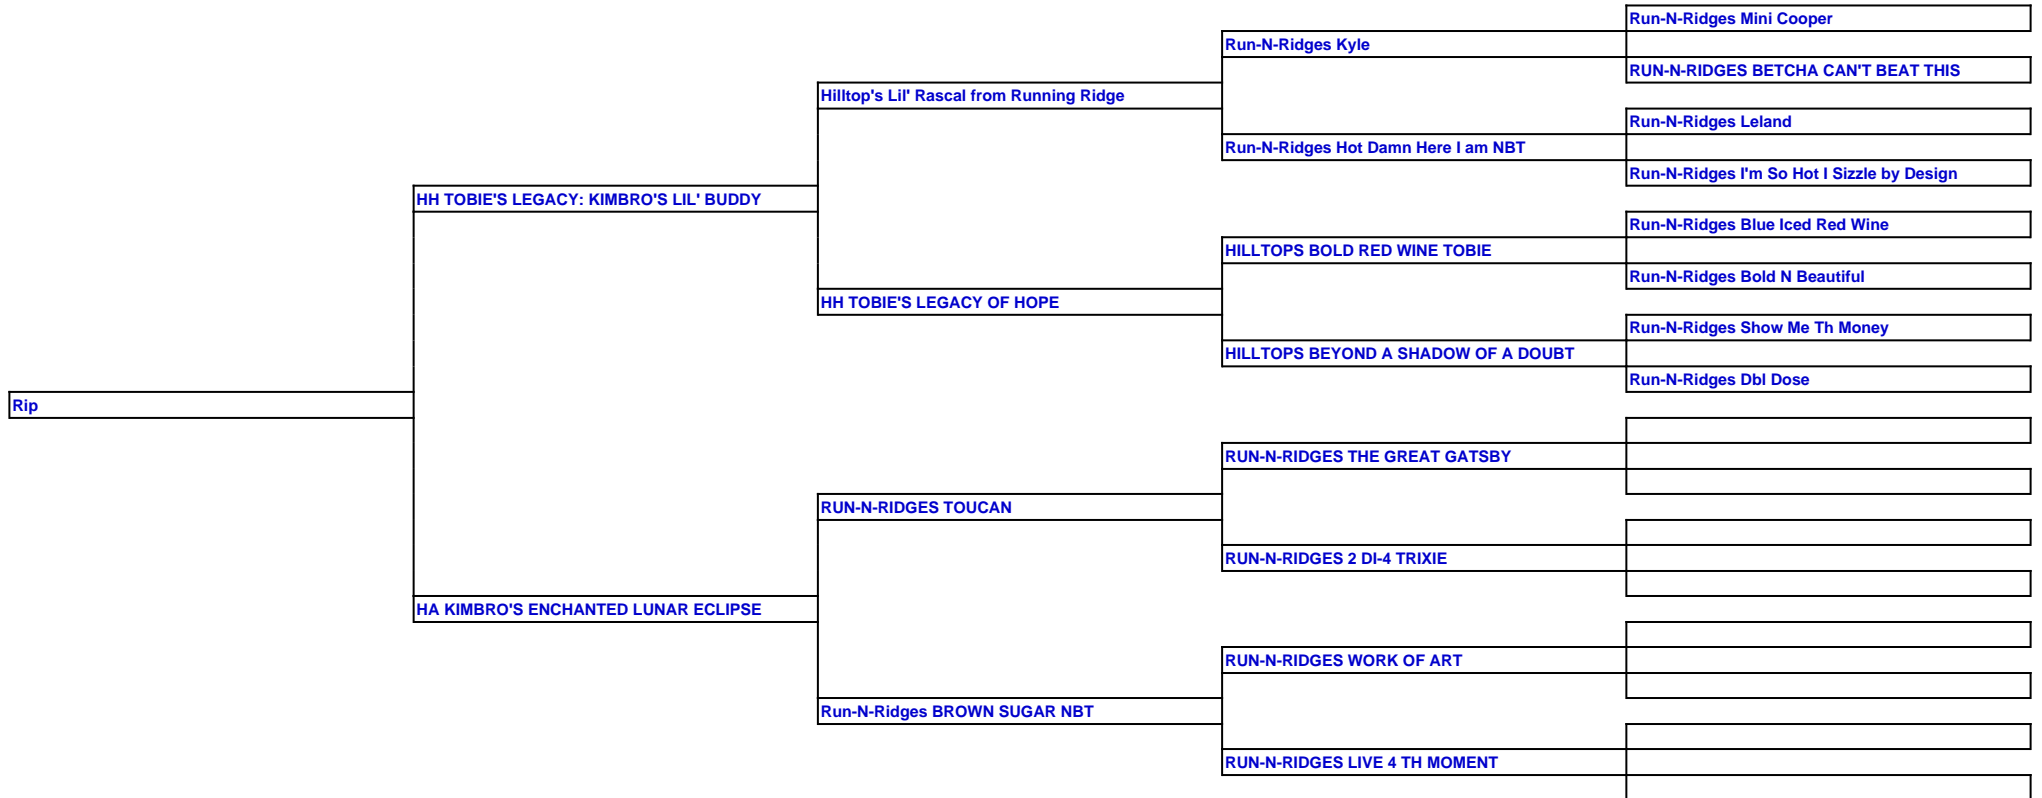 Run-N-Ridges Mini Cooper
Run-N-Ridges Kyle
RUN-N-RIDGES BETCHA CAN'T BEAT THIS
Hilltop's Lil' Rascal from Running Ridge
Run-N-Ridges Leland
Run-N-Ridges Hot Damn Here I am NBT
Run-N-Ridges I'm So Hot I Sizzle by Design
HH TOBIE'S LEGACY: KIMBRO'S LIL' BUDDY
Run-N-Ridges Blue Iced Red Wine
HILLTOPS BOLD RED WINE TOBIE
Run-N-Ridges Bold N Beautiful
HH TOBIE'S LEGACY OF HOPE
Run-N-Ridges Show Me Th Money
HILLTOPS BEYOND A SHADOW OF A DOUBT
Run-N-Ridges Dbl Dose
Rip
RUN-N-RIDGES THE GREAT GATSBY
RUN-N-RIDGES TOUCAN
RUN-N-RIDGES 2 DI-4 TRIXIE
HA KIMBRO'S ENCHANTED LUNAR ECLIPSE
RUN-N-RIDGES WORK OF ART
Run-N-Ridges BROWN SUGAR NBT
RUN-N-RIDGES LIVE 4 TH MOMENT